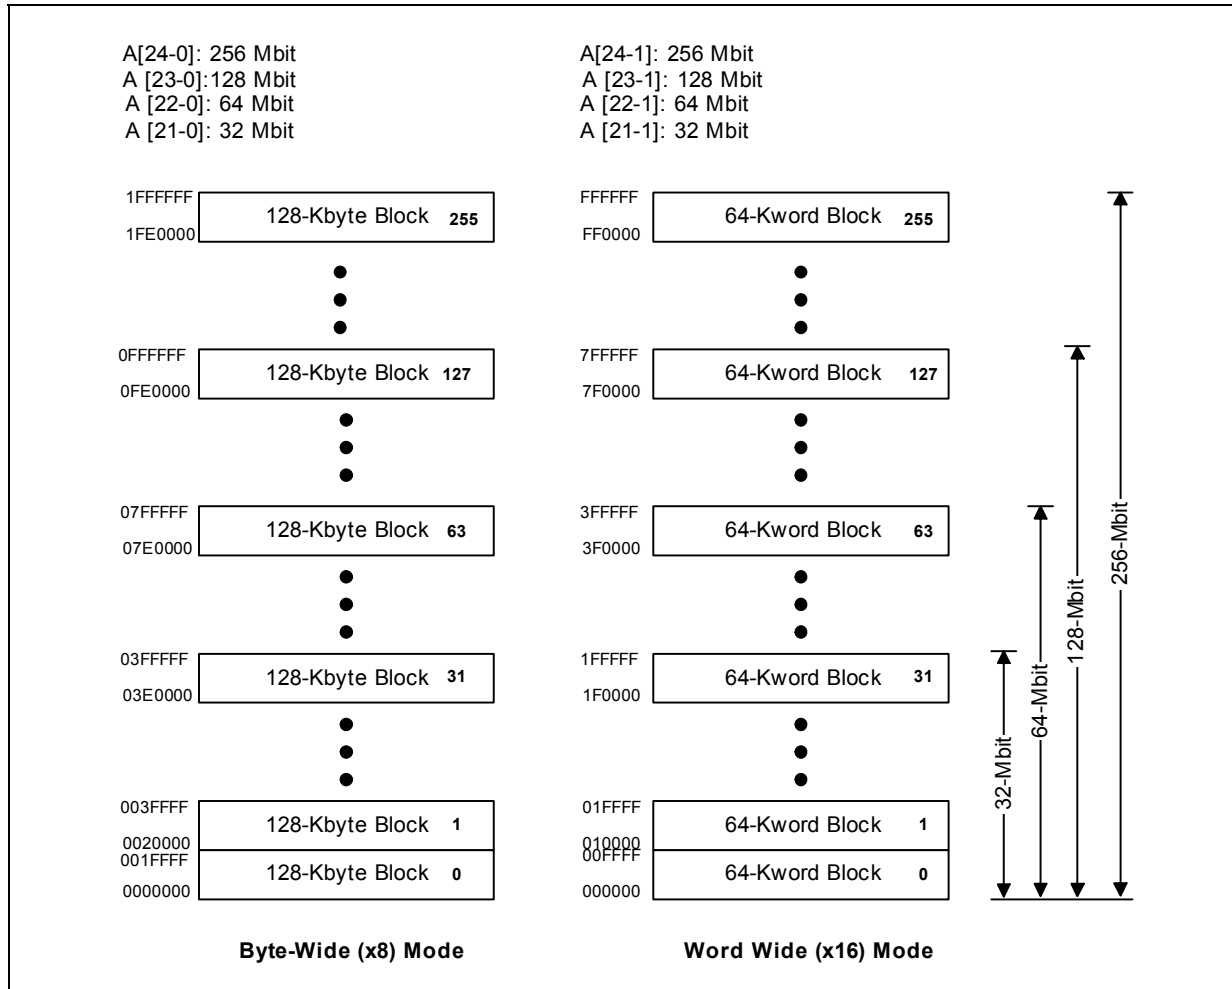 A[24-0]: 256 Mbit
A [23-0]:128 Mbit
A [22-0]: 64 Mbit
A [21-0]: 32 Mbit
A[24-1]: 256 Mbit
A [23-1]: 128 Mbit
A [22-1]: 64 Mbit
A [21-1]: 32 Mbit
1FFFFFF
128-Kbyte Block 255
1FE0000
FFFFFF
64-Kword Block 255
FF0000
0FFFFFF
128-Kbyte Block 127
0FE0000
7FFFFF
64-Kword Block 127
7F0000
07FFFFF
128-Kbyte Block 63
07E0000
3FFFFF
64-Kword Block 63
3F0000
03FFFFF
128-Kbyte Block 31
03E0000
1FFFFF
64-Kword Block 31
1F0000
003FFFF
128-Kbyte Block 1
0020000
001FFFF
128-Kbyte Block 0
0000000
01FFFF
64-Kword Block 1
010000
00FFFF
64-Kword Block 0
000000
32-Mbit
64-Mbit
128-Mbit
256-Mbit
Byte-Wide (x8) Mode
Word Wide (x16) Mode